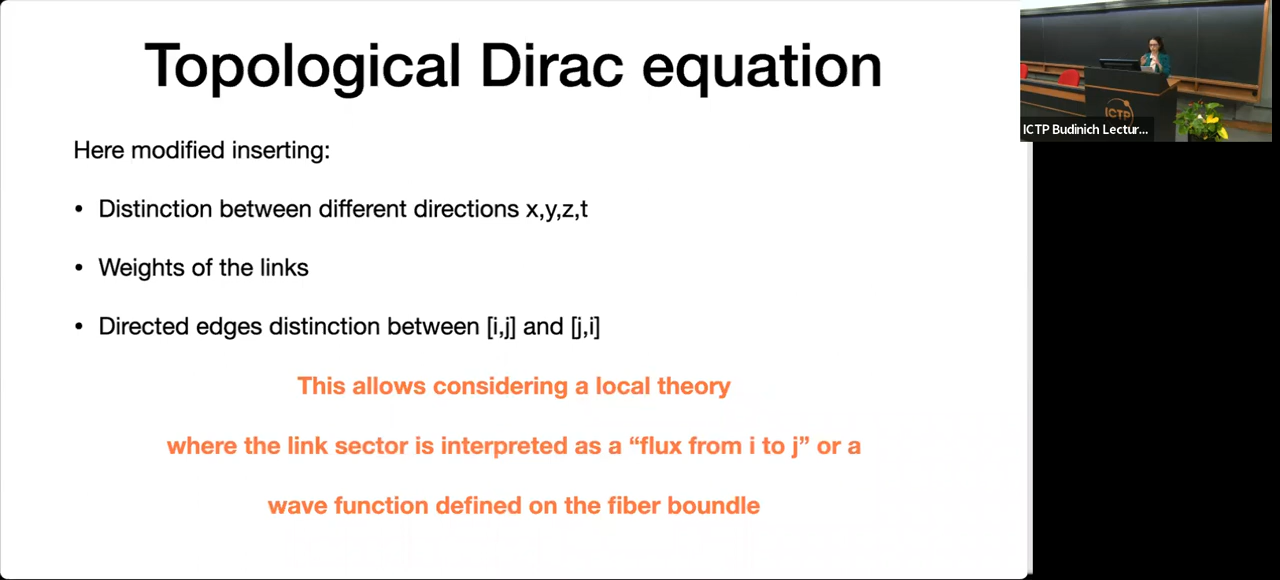 Topological Dirac equation
Here modified inserting:
• Distinction between different directions x,y,z,t
• Weights of the links
• Directed edges distinction between [i,j] and [j,i]
This allows considering a local theory
where the link sector is interpreted as a “flux from i to j” or a
wave function defined on the fiber boundle
ICTP
ICTP Budinich Lectur...